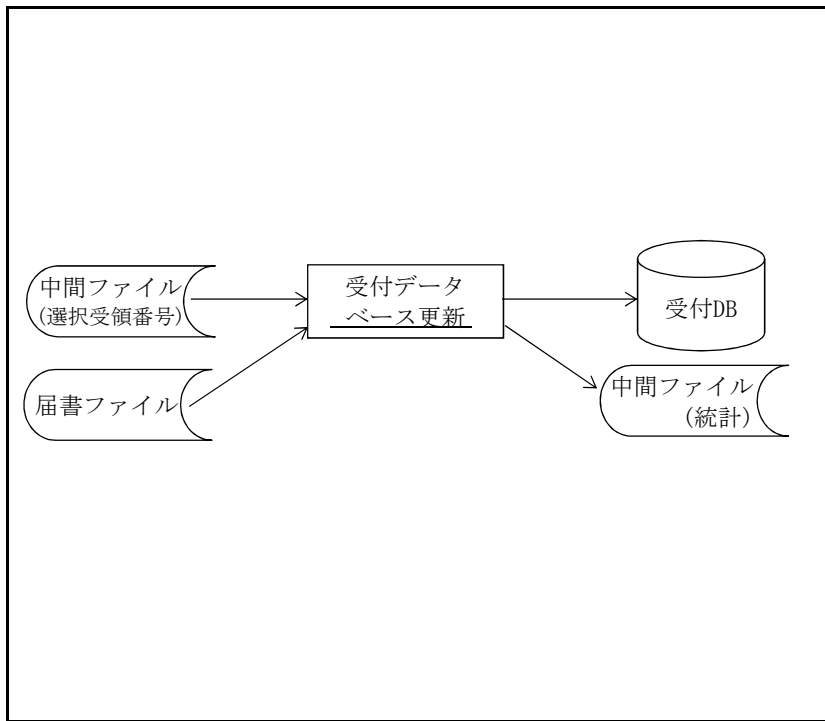 中間ファイル
(選択受領番号)
届書ファイル
受付データ
ベース更新
受付DB
中間ファイル
(統計)